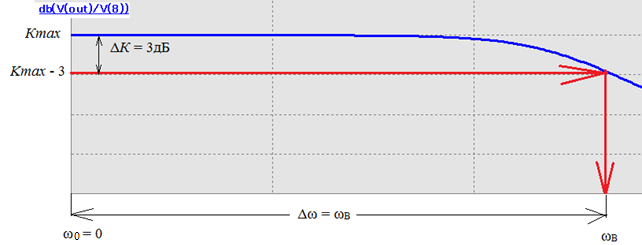 db(V(out)/V(8))
Kmax
ΔK = 3дБ
Kmax - 3
Δω = ωв
ω₀ = 0
ωв